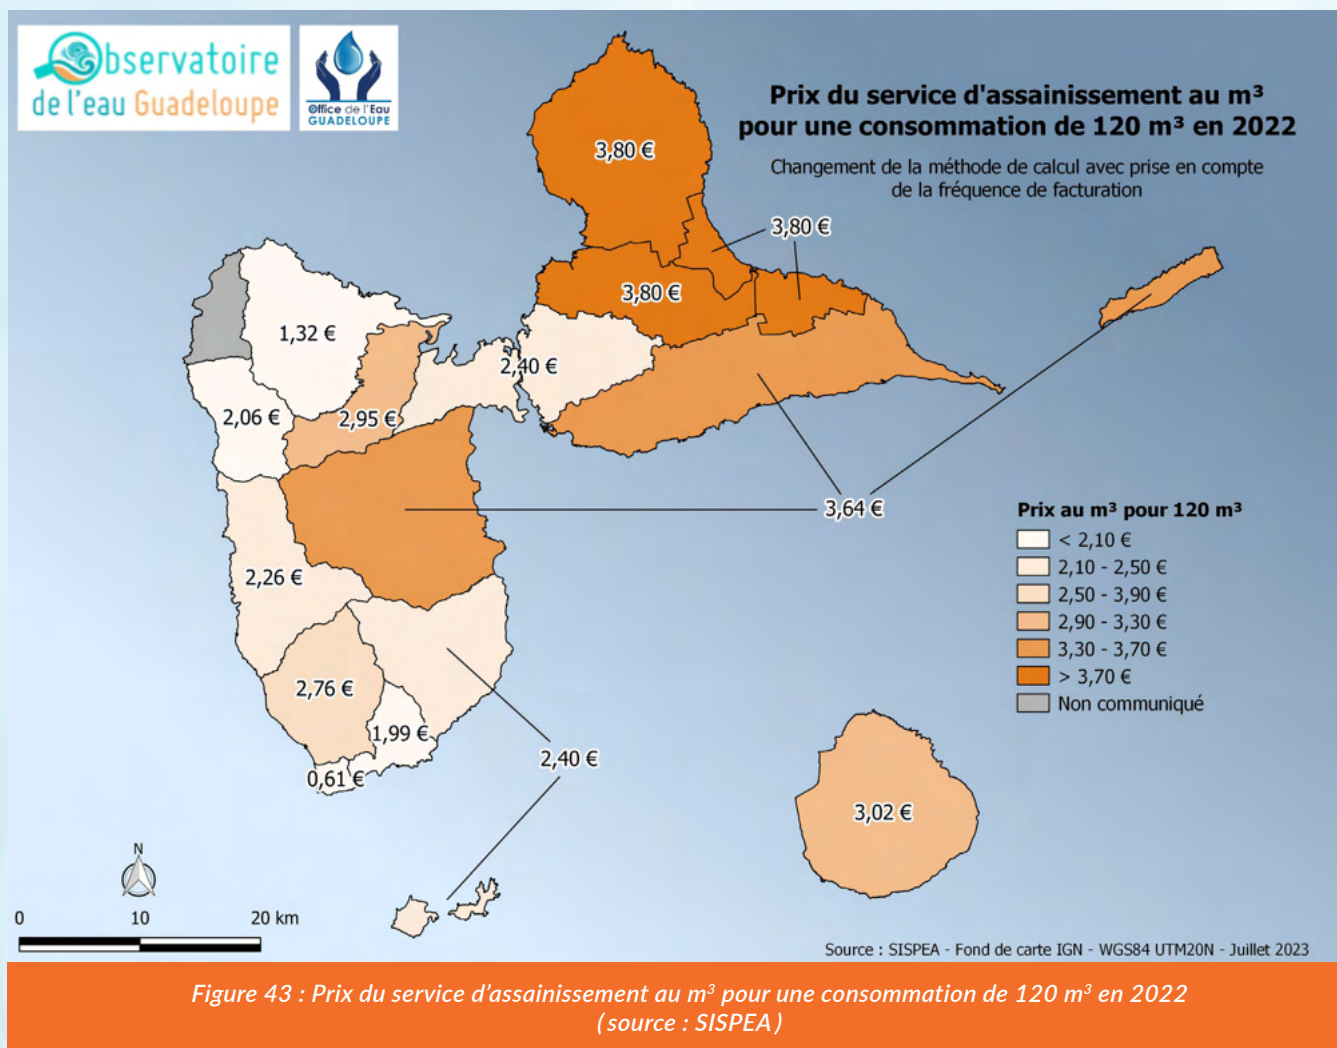 Observatoire
de l'eau Guadeloupe
Office de l'Eau
GUADELOUPE
Prix du service d'assainissement au m³
pour une consommation de 120 m³ en 2022
Changement de la méthode de calcul avec prise en compte
de la fréquence de facturation
3,80 €
3,80 €
3,80 €
1,32 €
2,40 €
2,06 €
2,95 €
3,64 €
2,26 €
2,76 €
1,99 €
0,61 €
2,40 €
3,02 €
Prix au m³ pour 120 m³
< 2,10 €
2,10 - 2,50 €
2,50 - 3,90 €
2,90 - 3,30 €
3,30 - 3,70 €
> 3,70 €
Non communiqué
N
0 10 20 km
Source : SISPEA - Fond de carte IGN - WGS84 UTM20N - Juillet 2023
Figure 43 : Prix du service d’assainissement au m³ pour une consommation de 120 m³ en 2022
(source : SISPEA)